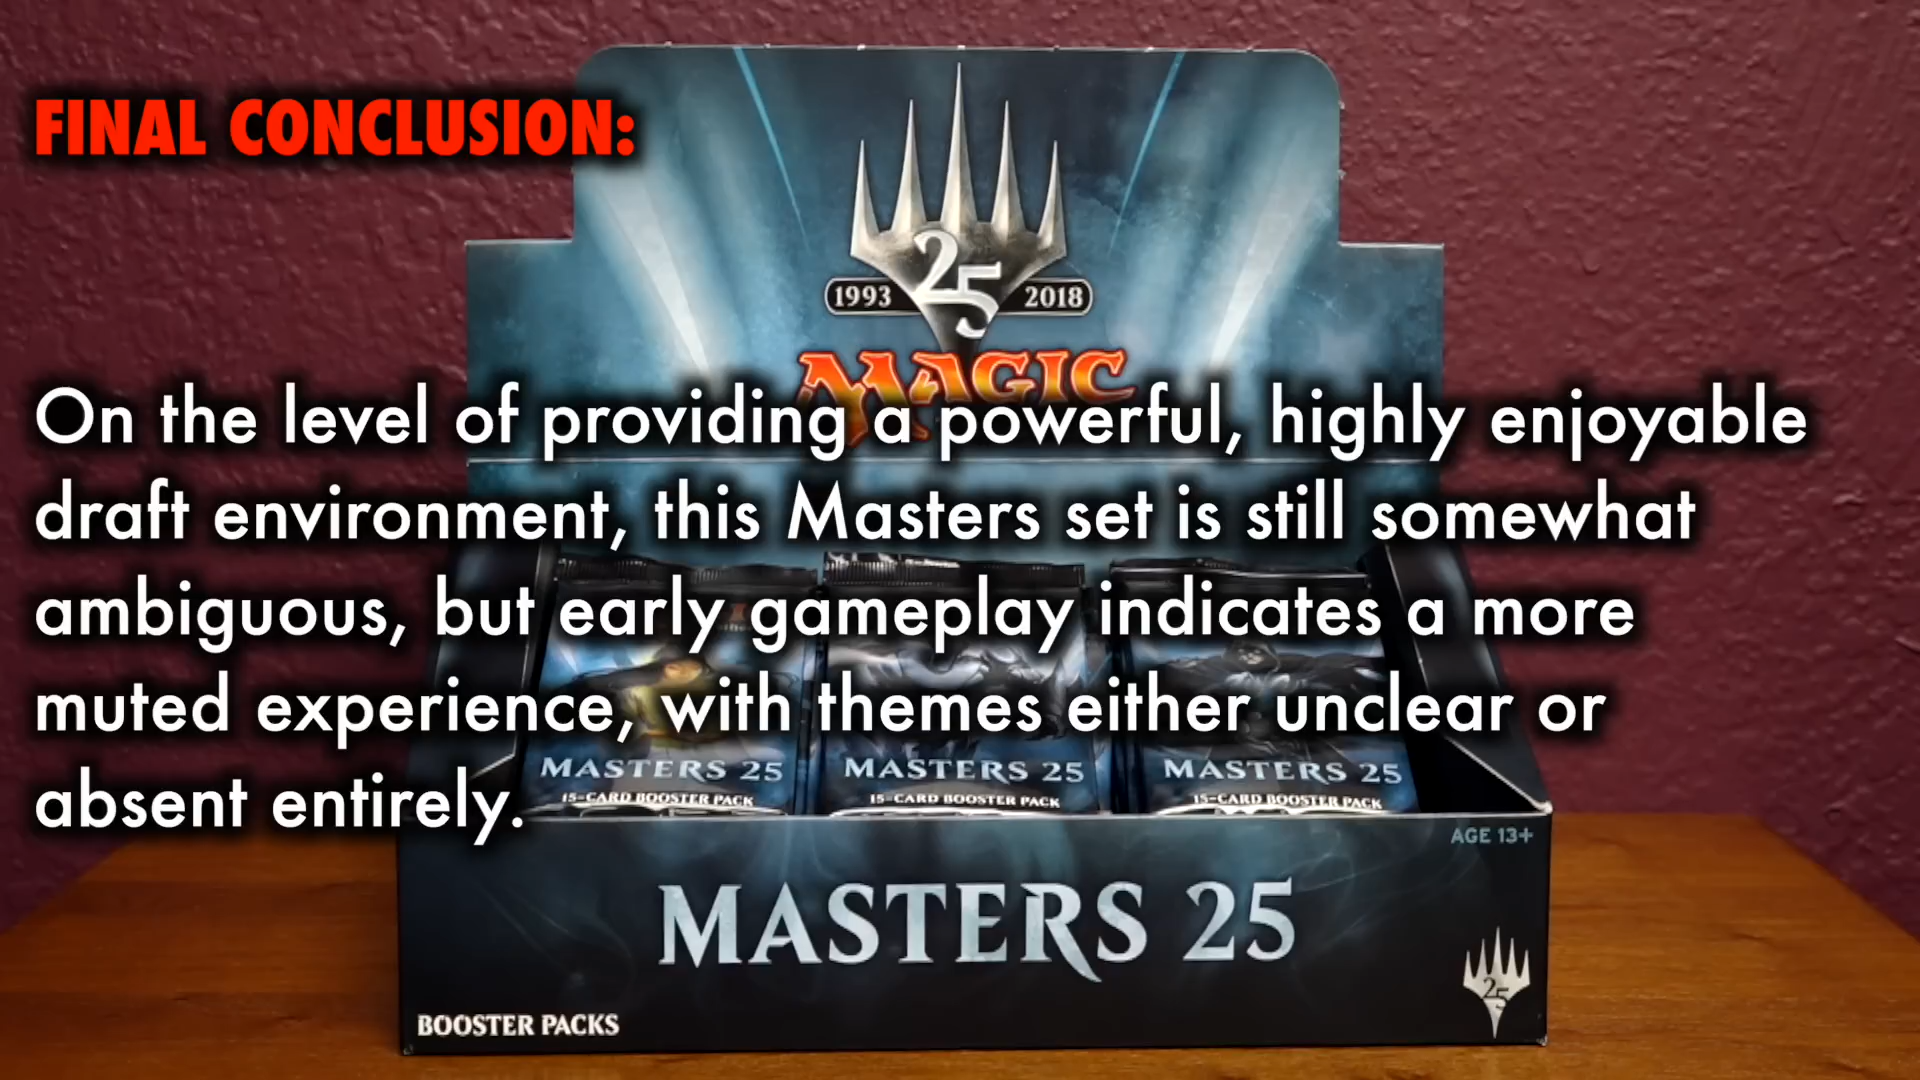 FINAL CONCLUSION:
25
1993 2018
MAGIC
On the level of providing a powerful, highly enjoyable
draft environment, this Masters set is still somewhat
ambiguous, but early gameplay indicates a more
muted experience, with themes either unclear or
absent entirely.
MASTERS 25 MASTERS 25 MASTERS 25
15-CARD BOOSTER PACK 15-CARD BOOSTER PACK 15-CARD BOOSTER PACK
AGE 13+
MASTERS 25
25
BOOSTER PACKS